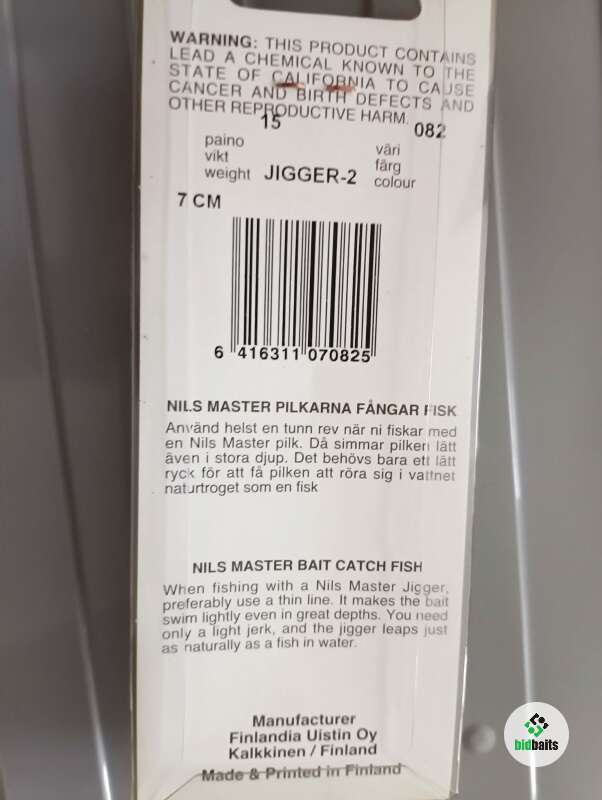 WARNING: THIS PRODUCT CONTAINS
LEAD A CHEMICAL KNOWN TO THE
STATE OF CALIFORNIA TO CAUSE
CANCER AND BIRTH DEFECTS AND
OTHER REPRODUCTIVE HARM.
15
082
paino
vikt
weight
JIGGER-2
väri
färg
colour
7 CM
6 416311 070825
NILS MASTER PILKARNA FÅNGAR FISK
Använd helst en tunn rev när ni fiskar med
en Nils Master pilk. Då simmar pilken lätt
även i stora djup. Det behövs bara ett lätt
ryck för att få pilken att röra sig i vattnet
naturtroget som en fisk
NILS MASTER BAIT CATCH FISH
When fishing with a Nils Master Jigger,
preferably use a thin line. It makes the bait
swim lightly even in great depths. You need
only a light jerk, and the jigger leaps just
as naturally as a fish in water.
Manufacturer
Finlandia Uistin Oy
Kalkkinen / Finland
Made & Printed in Finland
bidbaits